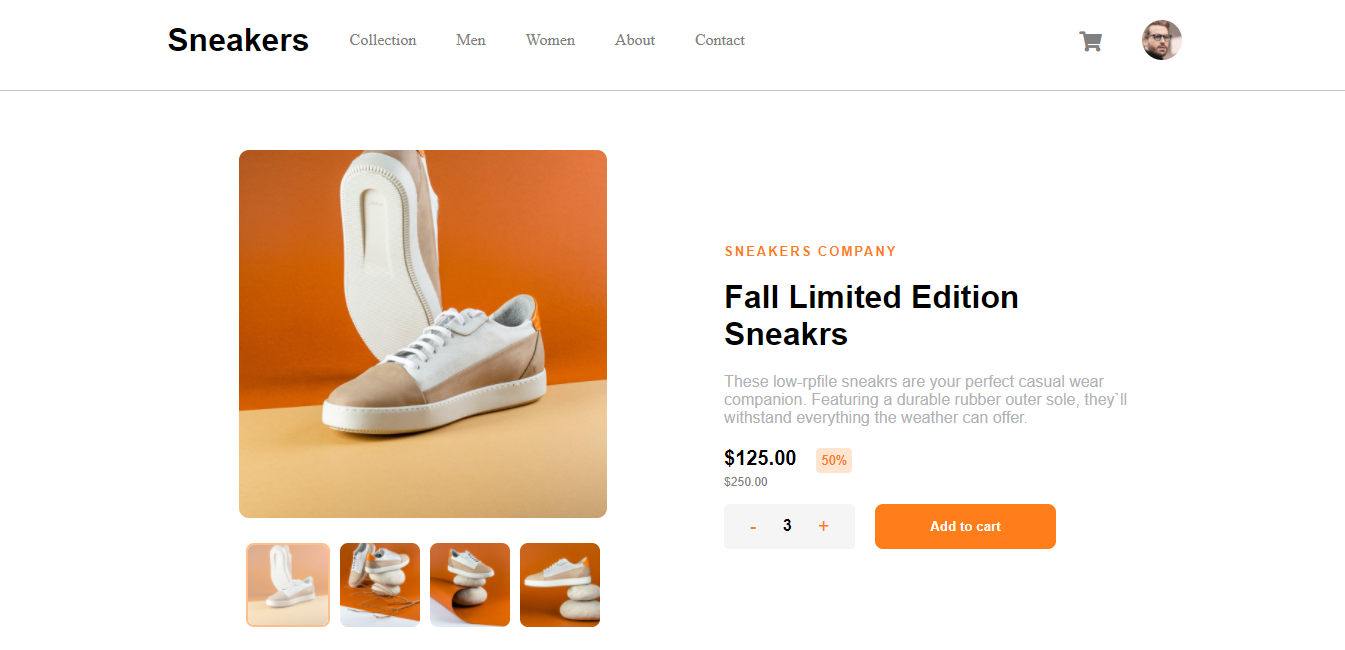 Sneakers Collection Men Women About Contact
SNEAKERS COMPANY
Fall Limited Edition
Sneakrs
These low-rpfile sneakrs are your perfect casual wear
companion. Featuring a durable rubber outer sole, they`ll
withstand everything the weather can offer.
$125.00 50%
$250.00
- 3 + Add to cart